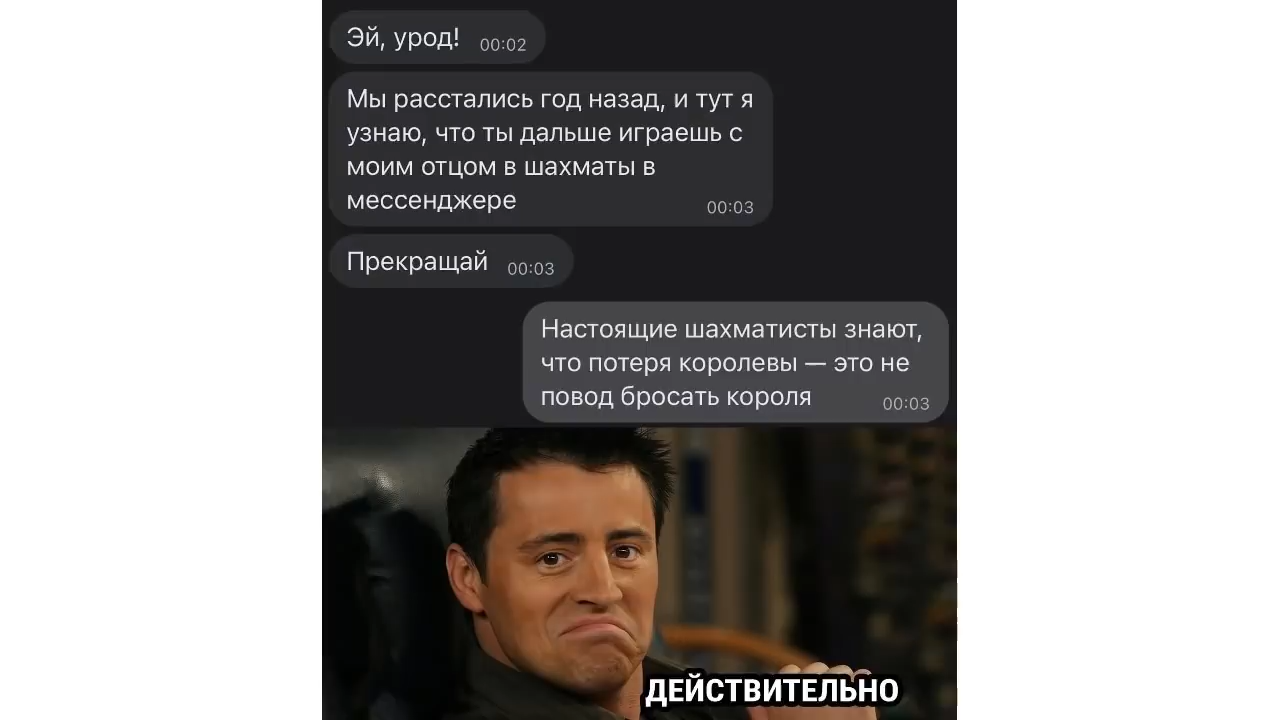 Эй, урод! 00:02
Мы расстались год назад, и тут я
узнаю, что ты дальше играешь с
моим отцом в шахматы в
мессенджере 00:03
Прекращай 00:03
Настоящие шахматисты знают,
что потеря королевы — это не
повод бросать короля 00:03
ДЕЙСТВИТЕЛЬНО